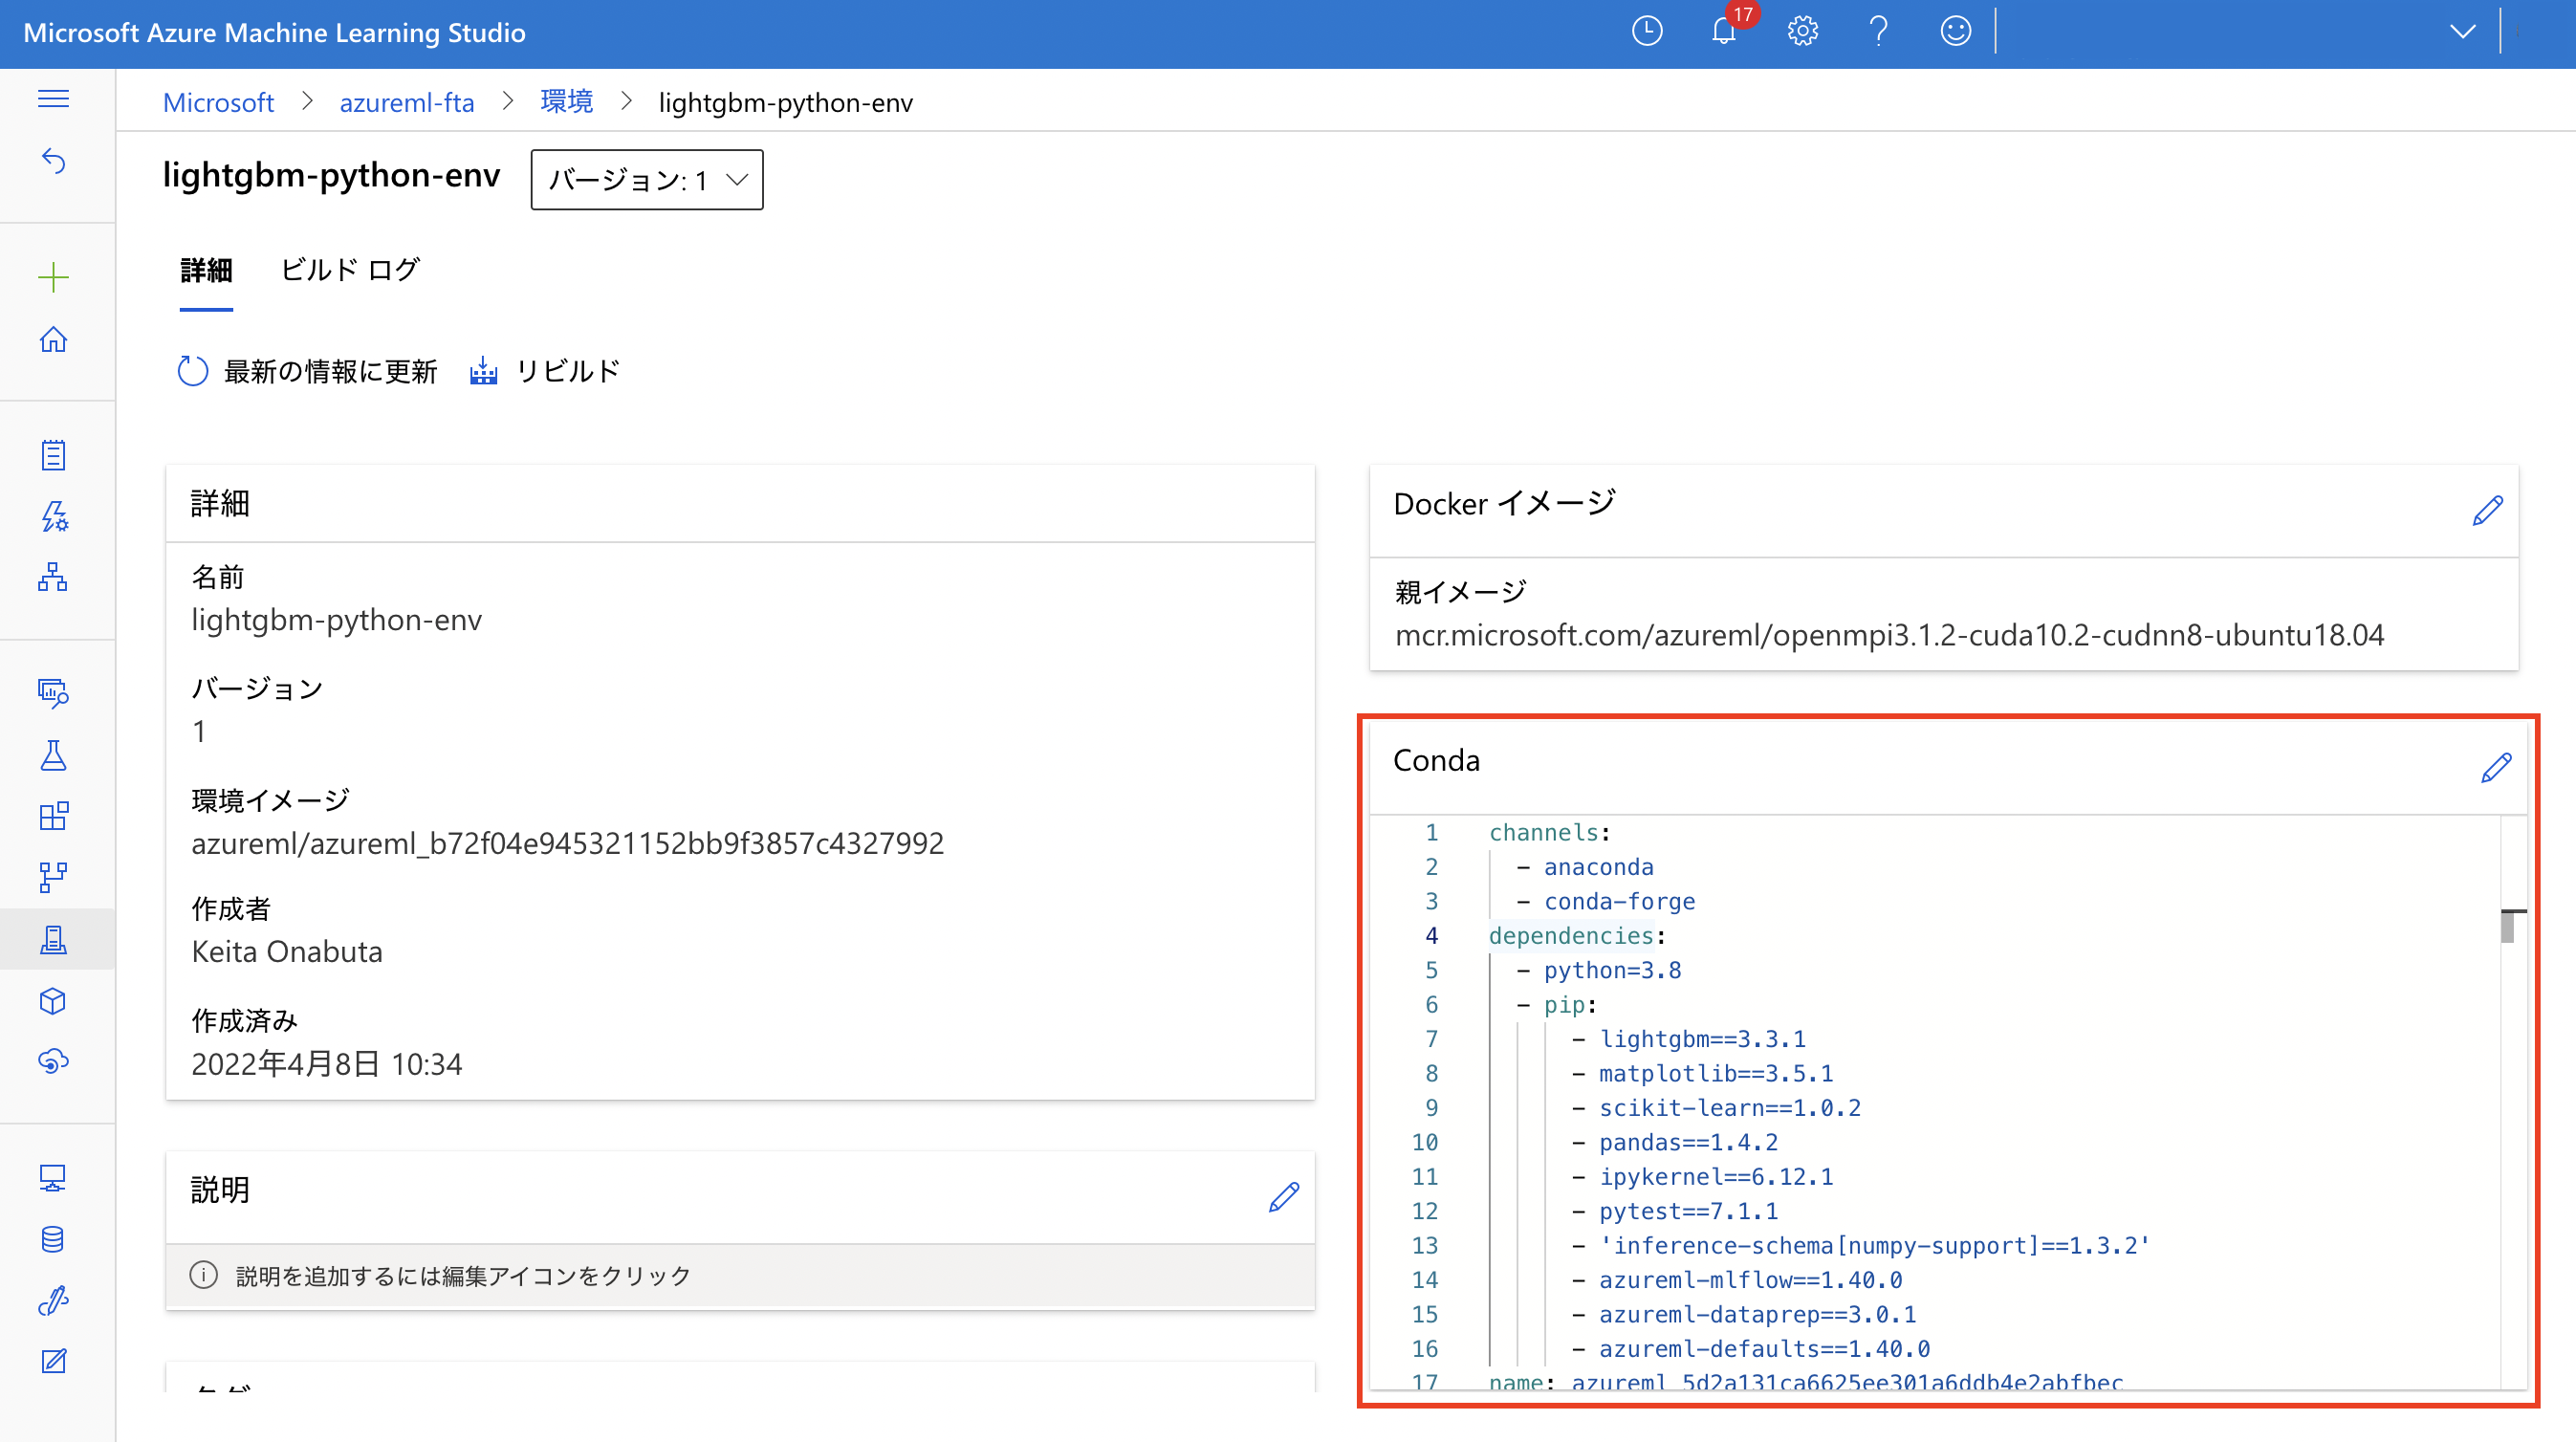 Microsoft Azure Machine Learning Studio
17
Microsoft > azureml-fta > 環境 > lightgbm-python-env
lightgbm-python-env
バージョン: 1
詳細
ビルド ログ
最新の情報に更新
リビルド
詳細
名前
lightgbm-python-env
バージョン
1
環境イメージ
azureml/azureml_b72f04e945321152bb9f3857c4327992
作成者
Keita Onabuta
作成済み
2022年4月8日 10:34
説明
説明を追加するには編集アイコンをクリック
タグ
Docker イメージ
親イメージ
mcr.microsoft.com/azureml/openmpi3.1.2-cuda10.2-cudnn8-ubuntu18.04
Conda
1 channels:
2 - anaconda
3 - conda-forge
4 dependencies:
5 - python=3.8
6 - pip:
7 - lightgbm==3.3.1
8 - matplotlib==3.5.1
9 - scikit-learn==1.0.2
10 - pandas==1.4.2
11 - ipykernel==6.12.1
12 - pytest==7.1.1
13 - 'inference-schema[numpy-support]==1.3.2'
14 - azureml-mlflow==1.40.0
15 - azureml-dataprep==3.0.1
16 - azureml-defaults==1.40.0
17 name: azureml_5d2a131ca6625ee301a6ddb4e2abfbec